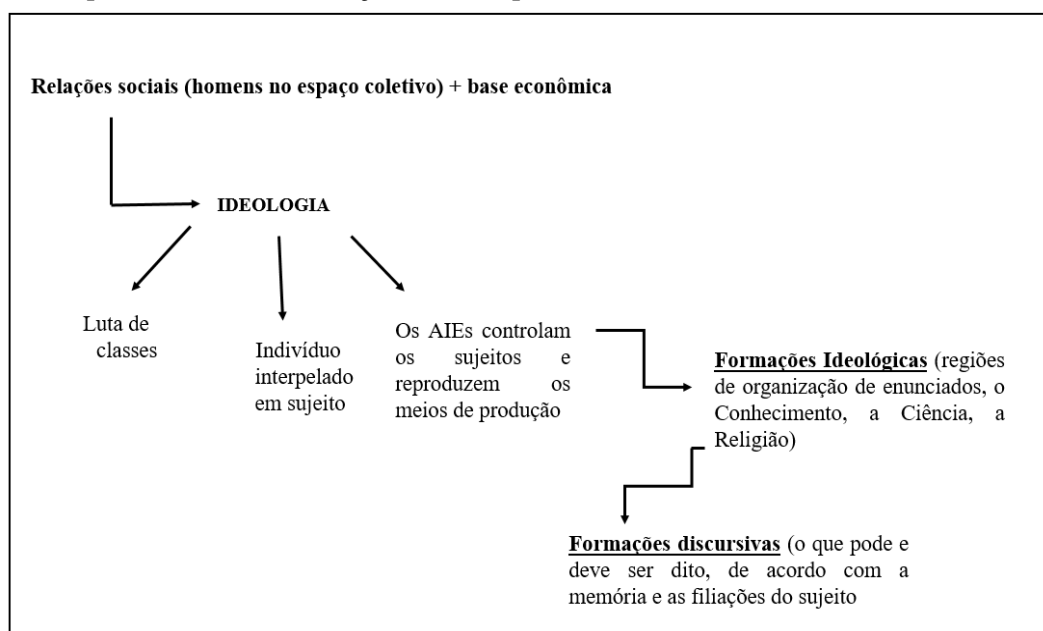 Relações sociais (homens no espaço coletivo) + base econômica
IDEOLOGIA
Luta de
classes
Indivíduo
interpelado
em sujeito
Os AIEs controlam
os sujeitos e
reproduzem os
meios de produção
Formações Ideológicas (regiões
de organização de enunciados, o
Conhecimento, a Ciência, a
Religião)
Formações discursivas (o que pode e
deve ser dito, de acordo com a
memória e as filiações do sujeito